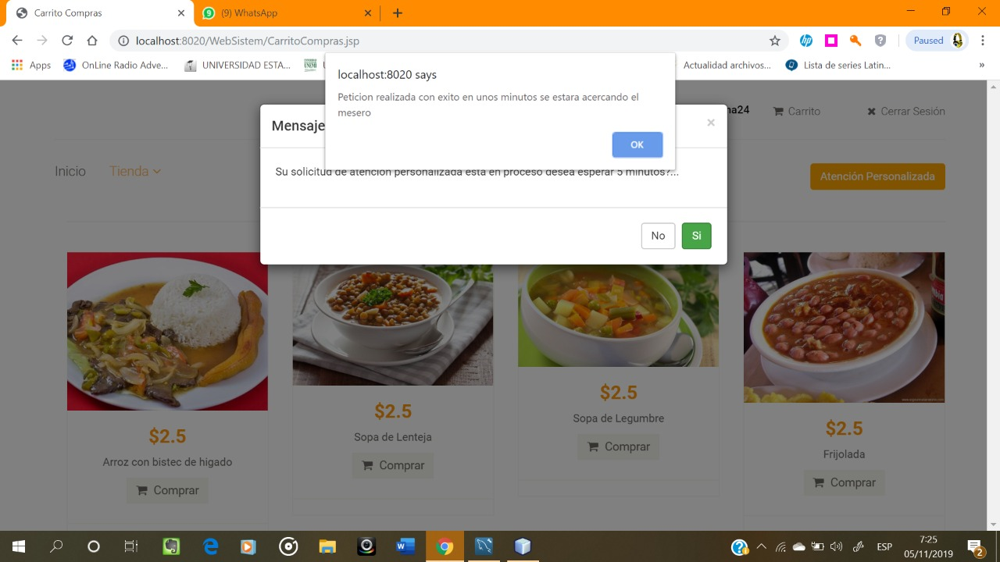 Carrito Compras
(9) WhatsApp
localhost:8020/WebSistem/CarritoCompras.jsp
Paused
Apps
OnLine Radio Adve...
UNIVERSIDAD ESTA...
Actualidad archivos...
Lista de series Latin...
»
localhost:8020 says
Peticion realizada con exito en unos minutos se estara acercando el
mesero
OK
na24
Carrito
Cerrar Sesión
Mensaje
×
Su solicitud de atencion personalizada esta en proceso desea esperar 5 minutos?...
Inicio
Tienda
Atención Personalizada
No
Si
$2.5
Arroz con bistec de higado
Comprar
$2.5
Sopa de Lenteja
Comprar
$2.5
Sopa de Legumbre
Comprar
$2.5
Frijolada
Comprar
ESP
7:25
05/11/2019
2